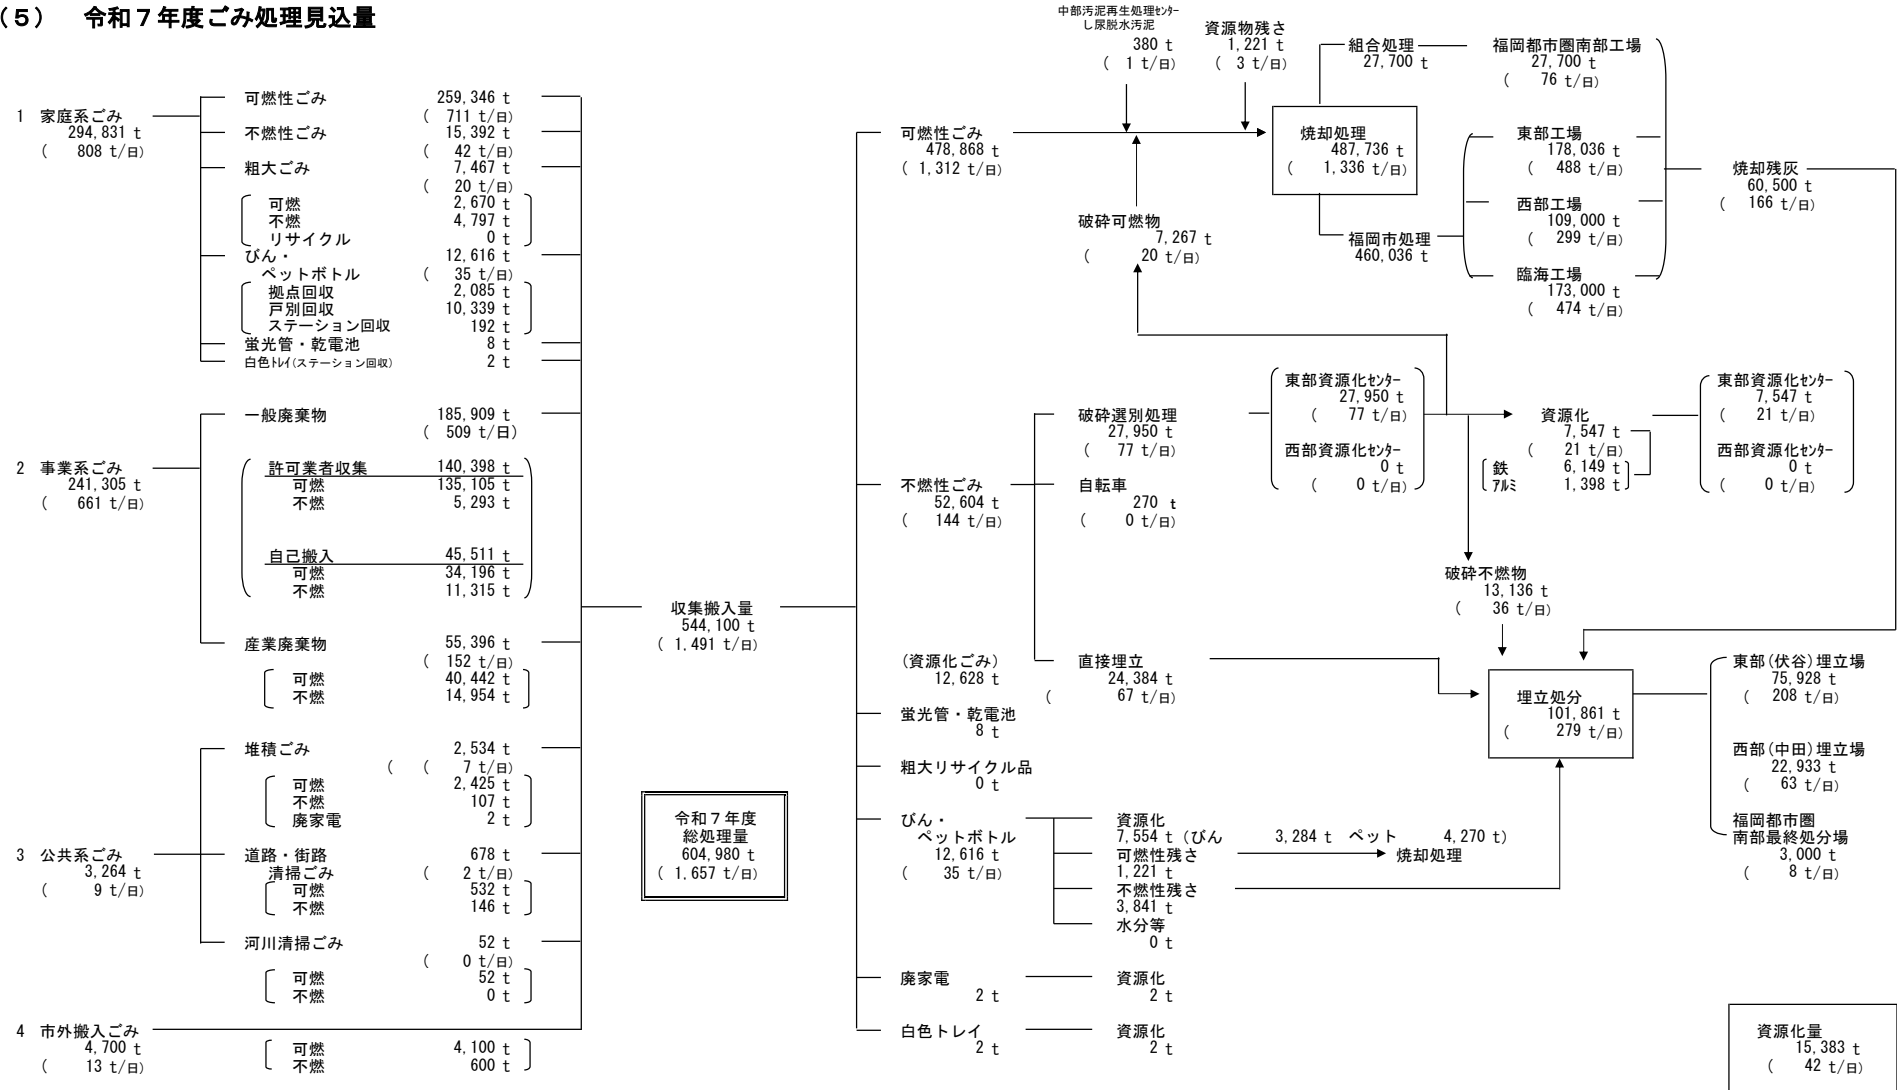 (５) 令和７年度ごみ処理見込量
1 家庭系ごみ
294,831 t
( 808 t/日)
可燃性ごみ 259,346 t
( 711 t/日)
不燃性ごみ 15,392 t
( 42 t/日)
粗大ごみ 7,467 t
( 20 t/日)
可燃 2,670 t
不燃 4,797 t
リサイクル 0 t
びん・ 12,616 t
ペットボトル ( 35 t/日)
拠点回収 2,085 t
戸別回収 10,339 t
ステーション回収 192 t
蛍光管・乾電池 8 t
白色トレイ(ステーション回収) 2 t
2 事業系ごみ
241,305 t
( 661 t/日)
一般廃棄物 185,909 t
( 509 t/日)
許可業者収集 140,398 t
可燃 135,105 t
不燃 5,293 t
自己搬入 45,511 t
可燃 34,196 t
不燃 11,315 t
産業廃棄物 55,396 t
( 152 t/日)
可燃 40,442 t
不燃 14,954 t
3 公共系ごみ
3,264 t
( 9 t/日)
堆積ごみ 2,534 t
( ( 7 t/日)
可燃 2,425 t
不燃 107 t
廃家電 2 t
道路・街路 678 t
清掃ごみ ( 2 t/日)
可燃 532 t
不燃 146 t
河川清掃ごみ 52 t
( 0 t/日)
可燃 52 t
不燃 0 t
4 市外搬入ごみ
4,700 t
( 13 t/日)
可燃 4,100 t
不燃 600 t
収集搬入量
544,100 t
( 1,491 t/日)
令和７年度
総処理量
604,980 t
( 1,657 t/日)
可燃性ごみ
478,868 t
( 1,312 t/日)
中部汚泥再生処理センター
し尿脱水汚泥
380 t
( 1 t/日)
資源物残さ
1,221 t
( 3 t/日)
破砕可燃物
7,267 t
( 20 t/日)
焼却処理
487,736 t
( 1,336 t/日)
組合処理
27,700 t
福岡都市圏南部工場
27,700 t
( 76 t/日)
福岡市処理
460,036 t
東部工場
178,036 t
( 488 t/日)
西部工場
109,000 t
( 299 t/日)
臨海工場
173,000 t
( 474 t/日)
焼却残灰
60,500 t
( 166 t/日)
不燃性ごみ
52,604 t
( 144 t/日)
破砕選別処理
27,950 t
( 77 t/日)
自転車
270 t
( 0 t/日)
東部資源化センター
27,950 t
( 77 t/日)
西部資源化センター
0 t
( 0 t/日)
資源化
7,547 t
( 21 t/日)
鉄 6,149 t
アルミ 1,398 t
東部資源化センター
7,547 t
( 21 t/日)
西部資源化センター
0 t
( 0 t/日)
破砕不燃物
13,136 t
( 36 t/日)
直接埋立
24,384 t
( 67 t/日)
埋立処分
101,861 t
( 279 t/日)
東部(伏谷)埋立場
75,928 t
( 208 t/日)
西部(中田)埋立場
22,933 t
( 63 t/日)
福岡都市圏
南部最終処分場
3,000 t
( 8 t/日)
(資源化ごみ)
12,628 t
蛍光管・乾電池
8 t
粗大リサイクル品
0 t
びん・
ペットボトル
12,616 t
( 35 t/日)
資源化
7,554 t (びん 3,284 t ペット 4,270 t)
可燃性残さ 焼却処理
1,221 t
不燃性残さ
3,841 t
水分等
0 t
廃家電 資源化
2 t 2 t
白色トレイ 資源化
2 t 2 t
資源化量
15,383 t
( 42 t/日)